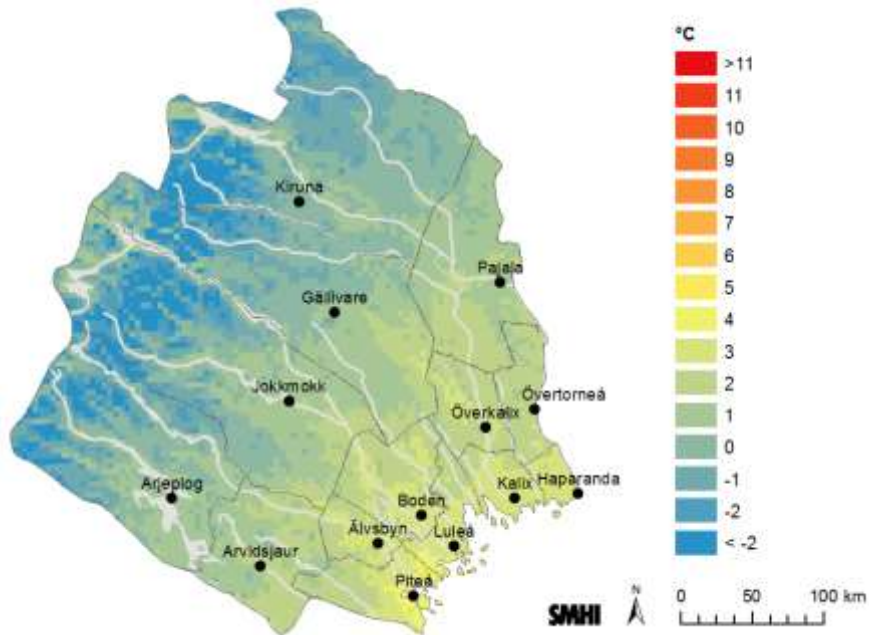 °C
>11
11
10
9
8
7
6
5
4
3
2
1
0
-1
-2
< -2
Kiruna
Pajala
Gällivare
Jokkmokk
Övertorneå
Överkalix
Arjeplog
Kalix
Haparanda
Boden
Älvsbyn
Luleå
Arvidsjaur
Piteå
SMHI
N
0 50 100 km